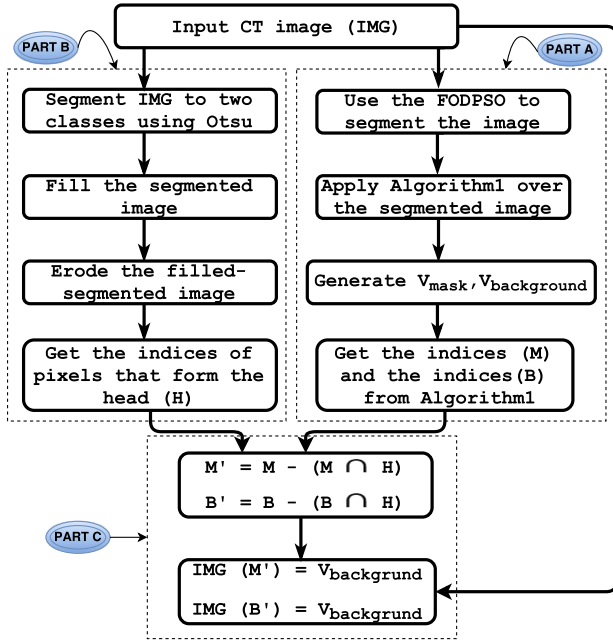 Input CT image (IMG)
PART B
PART A
Segment IMG to two
classes using Otsu
Fill the segmented
image
Erode the filled-
segmented image
Get the indices of
pixels that form the
head (H)
Use the FODPSO to
segment the image
Apply Algorithm1 over
the segmented image
Generate Vmask,Vbackground
Get the indices (M)
and the indices(B)
from Algorithm1
M' = M - (M ∩ H)
B' = B - (B ∩ H)
PART C
IMG (M') = Vbackgrund
IMG (B') = Vbackgrund